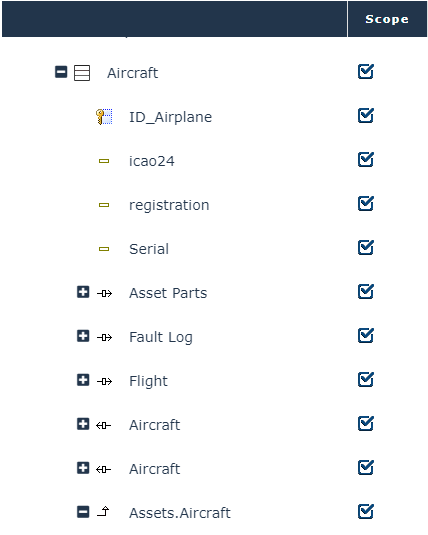 Scope
Aircraft
ID_Airplane
icao24
registration
Serial
Asset Parts
Fault Log
Flight
Aircraft
Aircraft
Assets.Aircraft